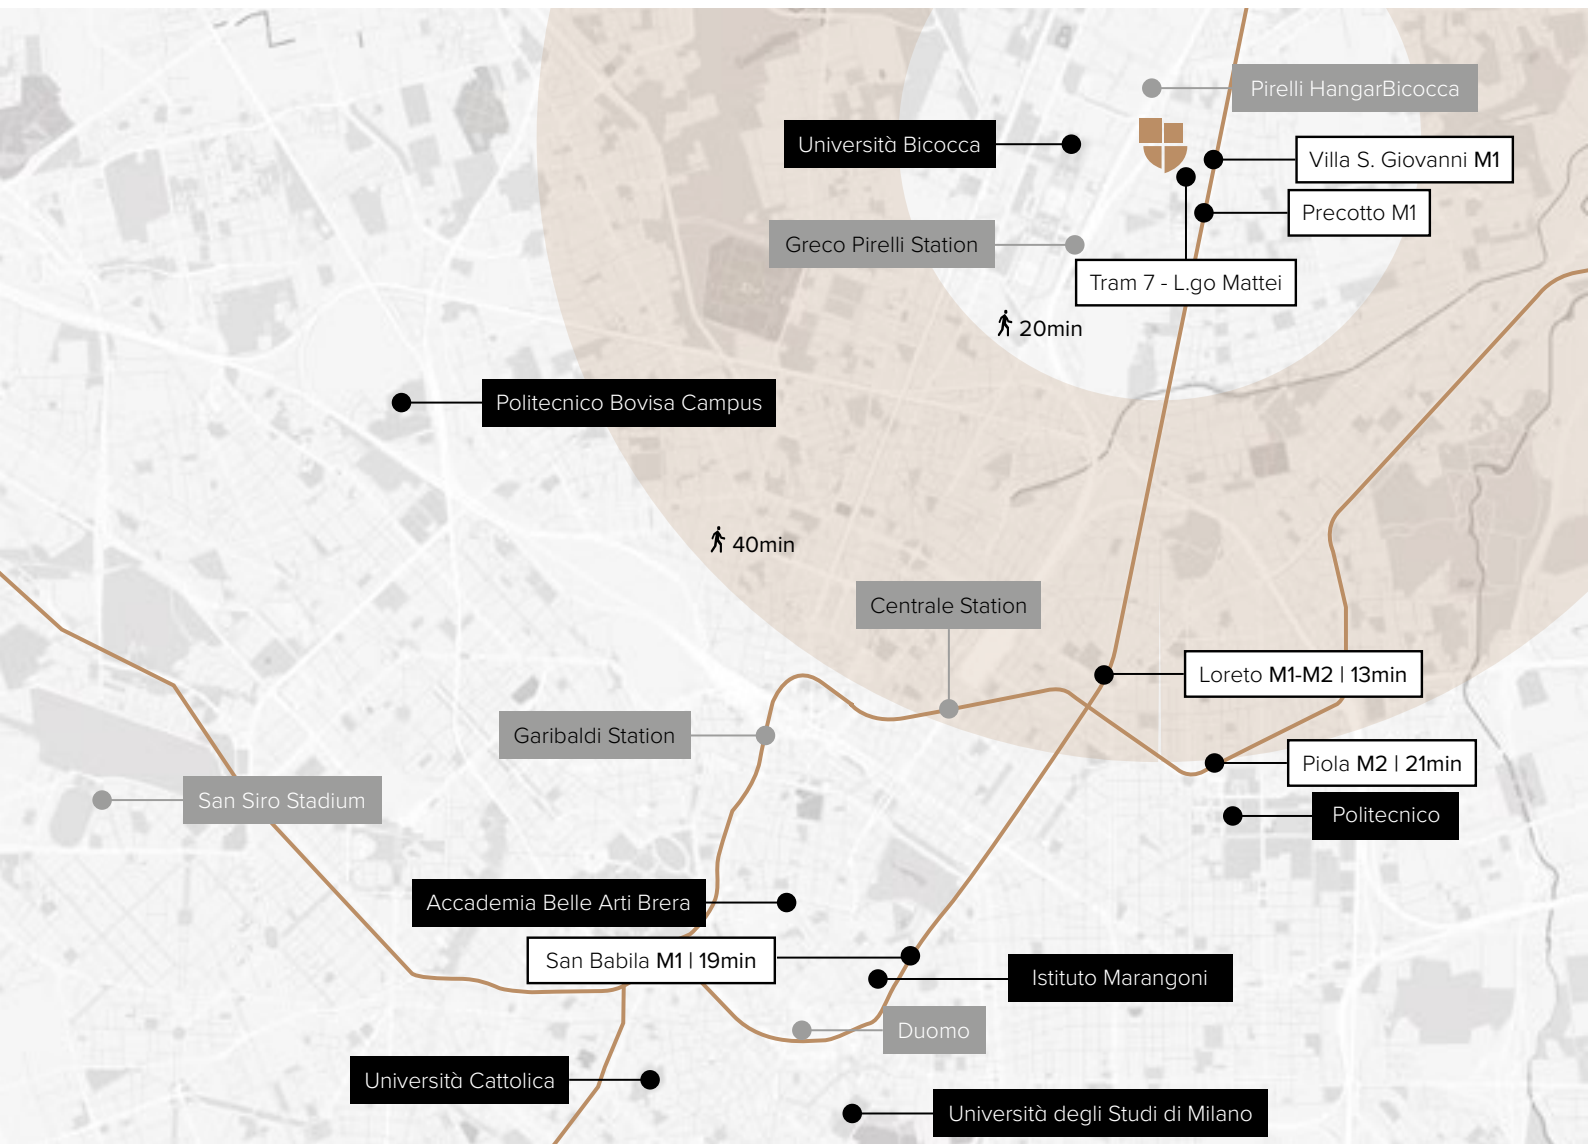 Pirelli HangarBicocca
Università Bicocca
Villa S. Giovanni M1
Precotto M1
Greco Pirelli Station
Tram 7 - L.go Mattei
20min
Politecnico Bovisa Campus
40min
Centrale Station
Loreto M1-M2 | 13min
Garibaldi Station
Piola M2 | 21min
San Siro Stadium
Politecnico
Accademia Belle Arti Brera
San Babila M1 | 19min
Istituto Marangoni
Duomo
Università Cattolica
Università degli Studi di Milano